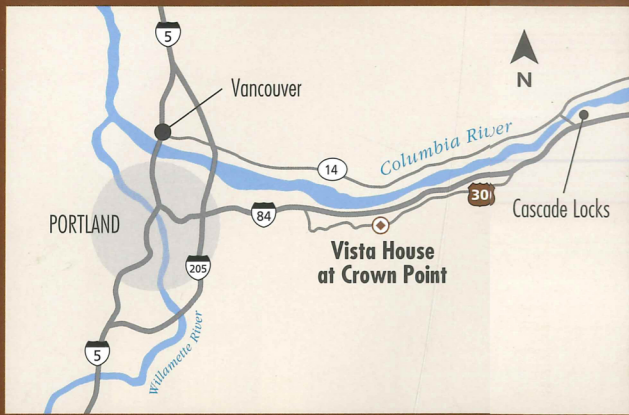 5
Vancouver
N
Columbia River
14
30
Cascade Locks
PORTLAND
84
Vista House
at Crown Point
205
5
Willamette River